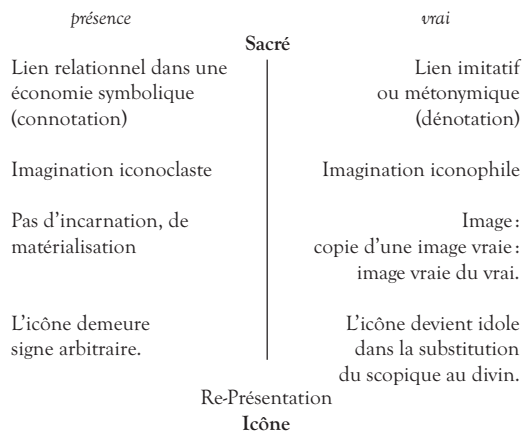 présence
vrai
Sacré
Lien relationnel dans une
économie symbolique
(connotation)
Lien imitatif
ou métonymique
(dénotation)
Imagination iconoclaste
Imagination iconophile
Pas d'incarnation, de
matérialisation
Image :
copie d'une image vraie :
image vraie du vrai.
L'icône demeure
signe arbitraire.
L'icône devient idole
dans la substitution
du scopique au divin.
Re-Présentation
Icône